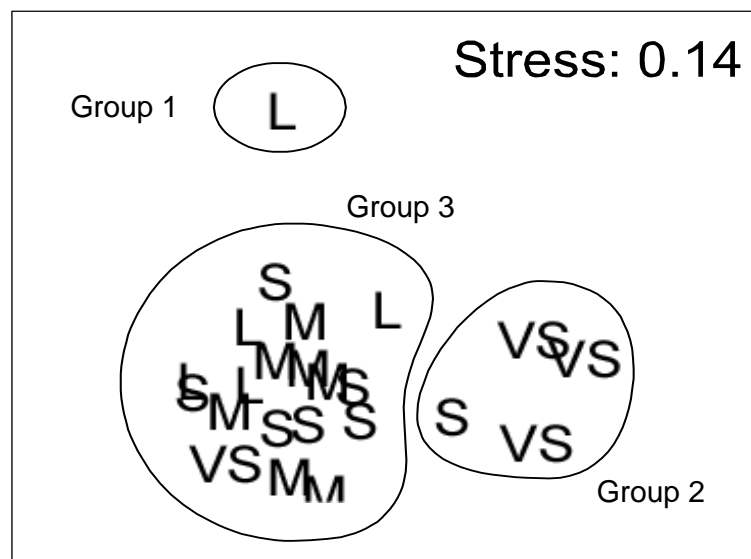 Stress: 0.14
Group 1
L
Group 3
S
L
L M
M M
VS VS
L S L M S
M
S S S
S
VS
VS
M M
Group 2